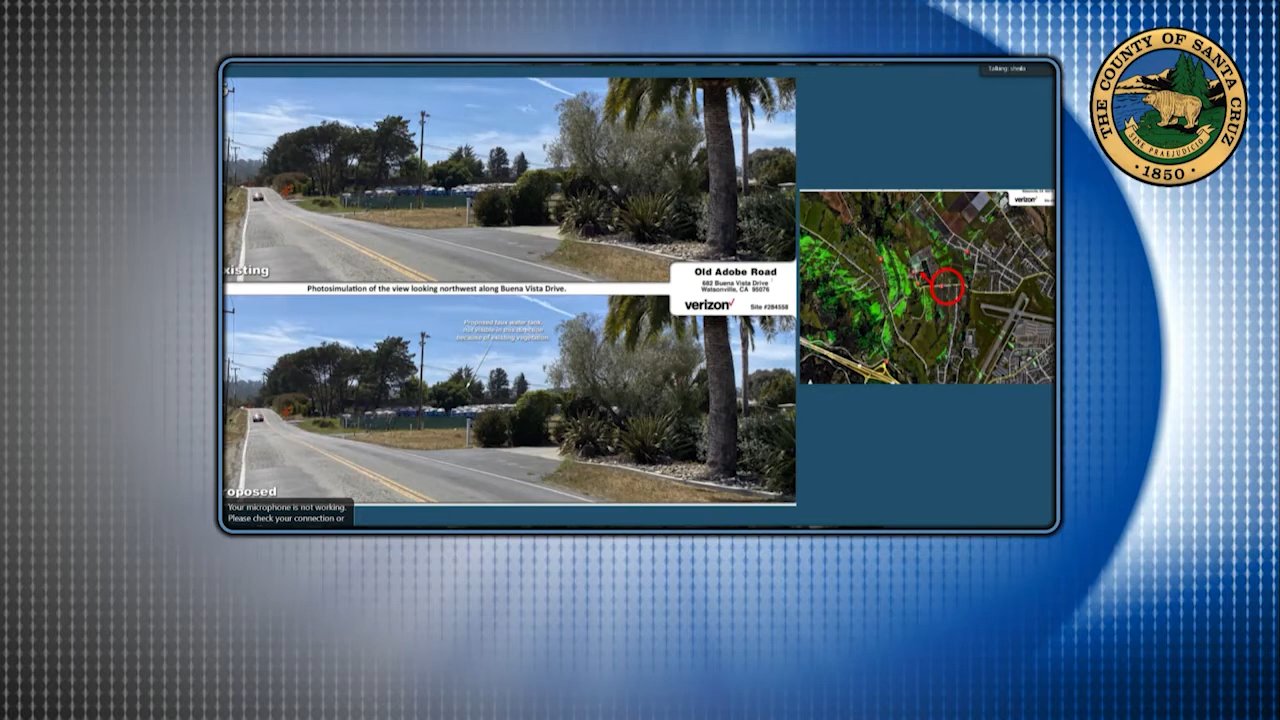 Talking: sheila
THE COUNTY OF SANTA CRUZ
SINE PRAEJUDICIO
• 1850 •
verizon✓
xisting
Old Adobe Road
682 Buena Vista Drive
Watsonville, CA 95076
verizon✓ Site #284558
Photosimulation of the view looking northwest along Buena Vista Drive.
Proposed faux water tank
not visible in this direction
because of existing vegetation
oposed
Your microphone is not working.
Please check your connection or